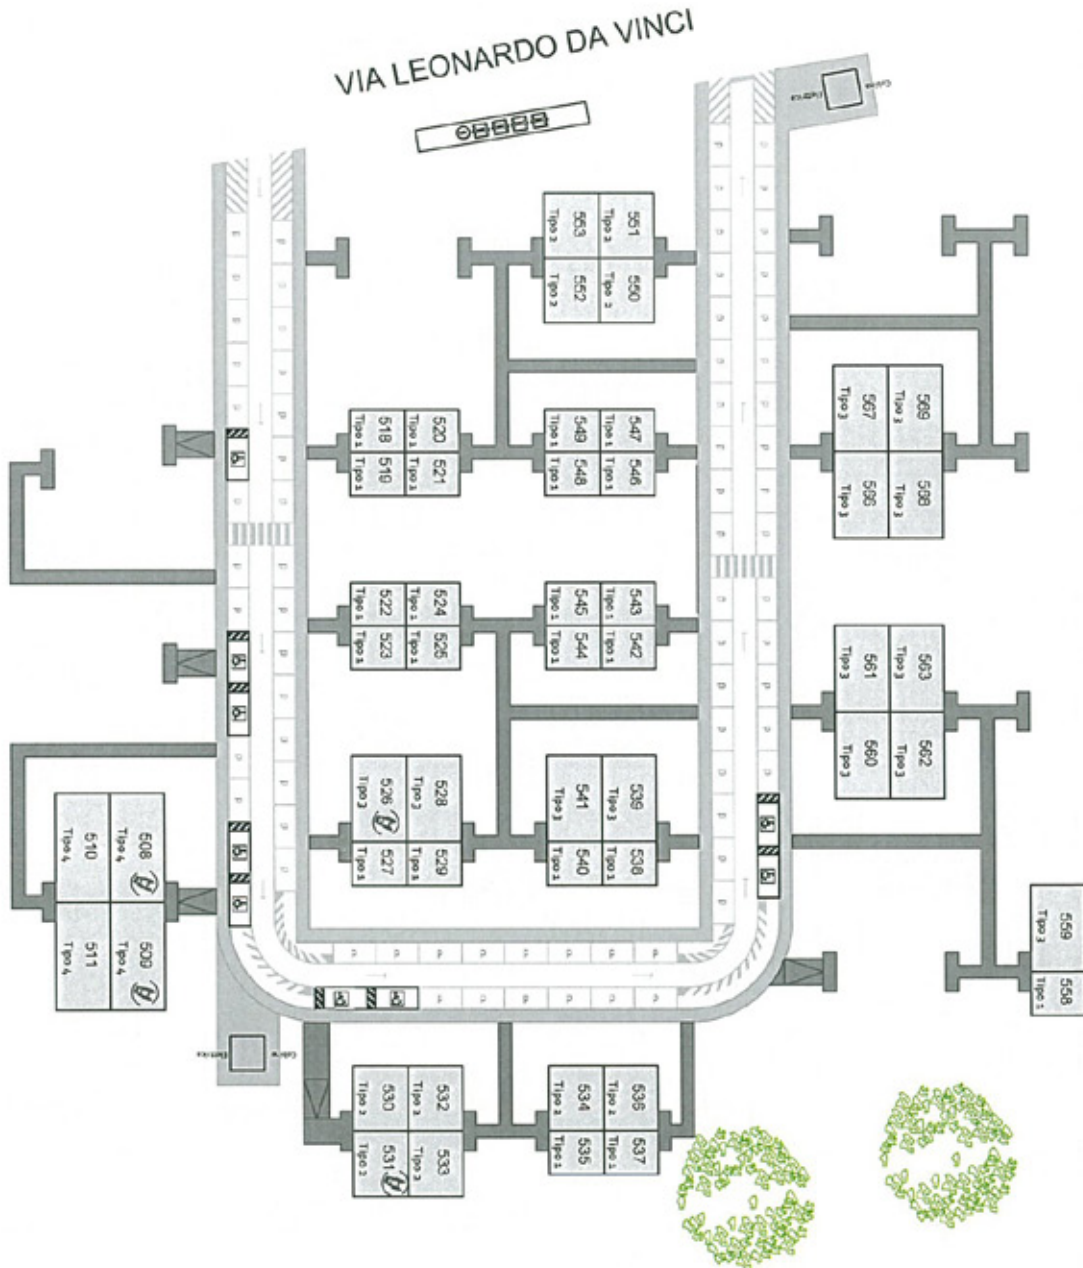 VIA LEONARDO DA VINCI
Cabina
Elettrica
553
Tipo 2
551
Tipo 2
552
Tipo 2
550
Tipo 2
518
Tipo 1
520
Tipo 1
519
Tipo 1
521
Tipo 1
549
Tipo 1
547
Tipo 1
548
Tipo 1
546
Tipo 1
567
Tipo 3
569
Tipo 3
566
Tipo 3
568
Tipo 3
522
Tipo 1
524
Tipo 1
523
Tipo 1
525
Tipo 1
545
Tipo 1
543
Tipo 1
544
Tipo 1
542
Tipo 1
561
Tipo 3
563
Tipo 3
560
Tipo 3
562
Tipo 3
526
Tipo 3
528
Tipo 3
527
Tipo 1
529
Tipo 1
541
Tipo 3
539
Tipo 3
540
Tipo 1
538
Tipo 1
510
Tipo 4
508
Tipo 4
511
Tipo 4
509
Tipo 4
559
Tipo 3
558
Tipo 1
Cabina
Elettrica
530
Tipo 2
532
Tipo 2
531
Tipo 2
533
Tipo 2
534
Tipo 2
536
Tipo 2
535
Tipo 1
537
Tipo 1